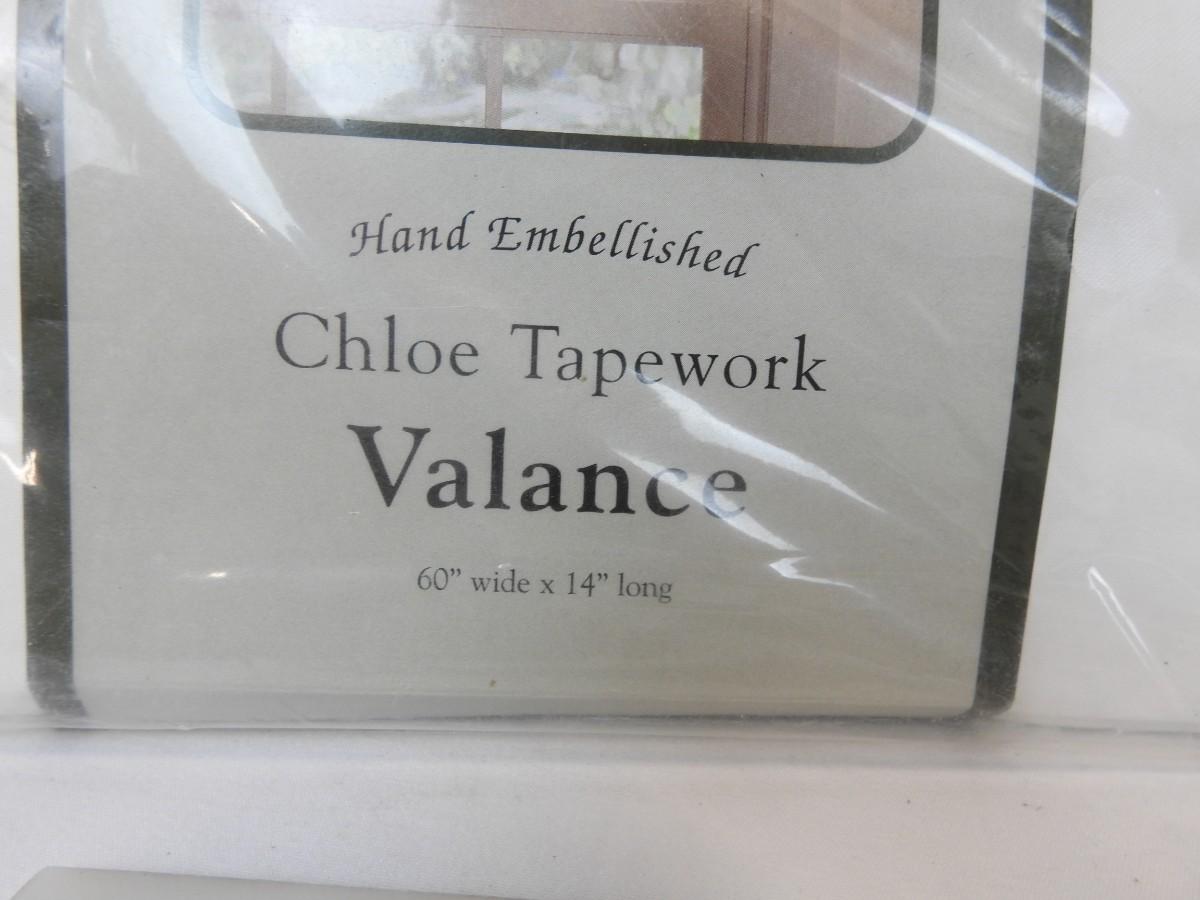 Hand Embellished
Chloe Tapework
Valance
60” wide x 14” long